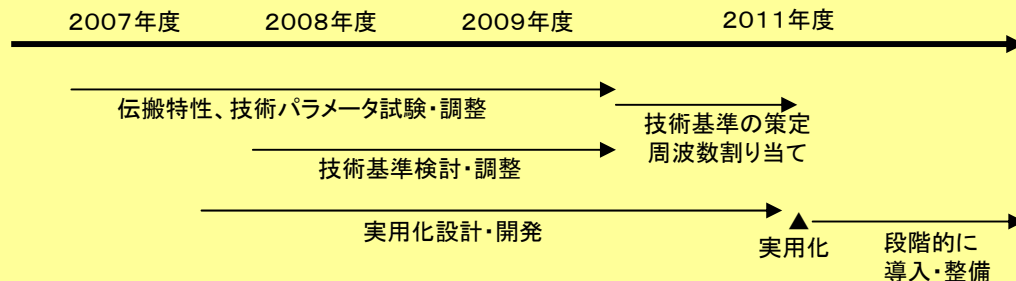 ２００７年度 ２００８年度 ２００９年度 ２０１１年度
伝搬特性、技術パラメータ試験・調整
技術基準の策定
周波数割り当て
技術基準検討・調整
実用化設計・開発
▲
実用化
段階的に
導入・整備